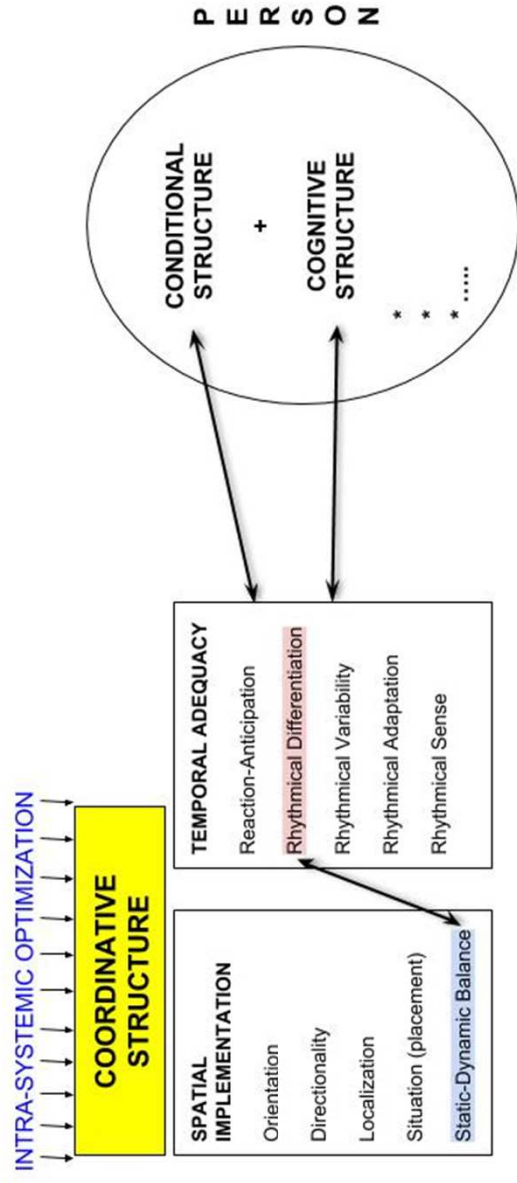 INTRA-SYSTEMIC OPTIMIZATION
COORDINATIVE
STRUCTURE
SPATIAL
IMPLEMENTATION
Orientation
Directionality
Localization
Situation (placement)
Static-Dynamic Balance
TEMPORAL ADEQUACY
Reaction-Anticipation
Rhythmical Differentiation
Rhythmical Variability
Rhythmical Adaptation
Rhythmical Sense
CONDITIONAL
STRUCTURE
+
COGNITIVE
STRUCTURE
*
*
* .....
P
E
R
S
O
N